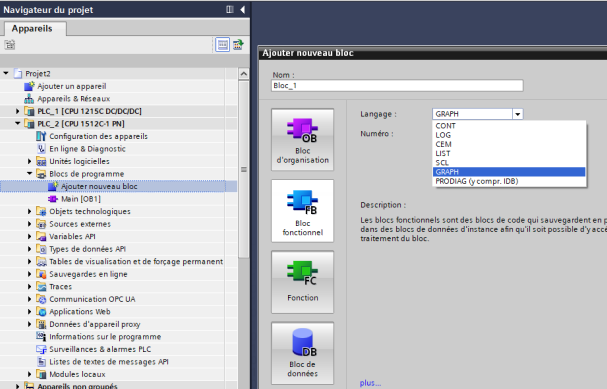 Navigateur du projet
Appareils
Projet2
Ajouter un appareil
Appareils & Réseaux
PLC_1 [CPU 1215C DC/DC/DC]
PLC_2 [CPU 1512C-1 PN]
Configuration des appareils
En ligne & Diagnostic
Unités logicielles
Blocs de programme
Ajouter nouveau bloc
Main [OB1]
Objets technologiques
Sources externes
Variables API
Types de données API
Tables de visualisation et de forçage permanent
Sauvegardes en ligne
Traces
Communication OPC UA
Applications Web
Données d'appareil proxy
Informations sur le programme
Surveillances & alarmes PLC
Listes de textes de messages API
Modules locaux
Appareils non groupés
Ajouter nouveau bloc
Nom :
Bloc_1
OB
Bloc
d'organisation
FB
Bloc
fonctionnel
FC
Fonction
DB
Bloc de
données
Langage :
GRAPH
Numéro :
CONT
LOG
CEM
LIST
SCL
GRAPH
PRODIAG (y compr. IDB)
Description :
Les blocs fonctionnels sont des blocs de code qui sauvegardent en p
dans des blocs de données d'instance afin qu'il soit possible d'y accé
traitement du bloc.
plus...